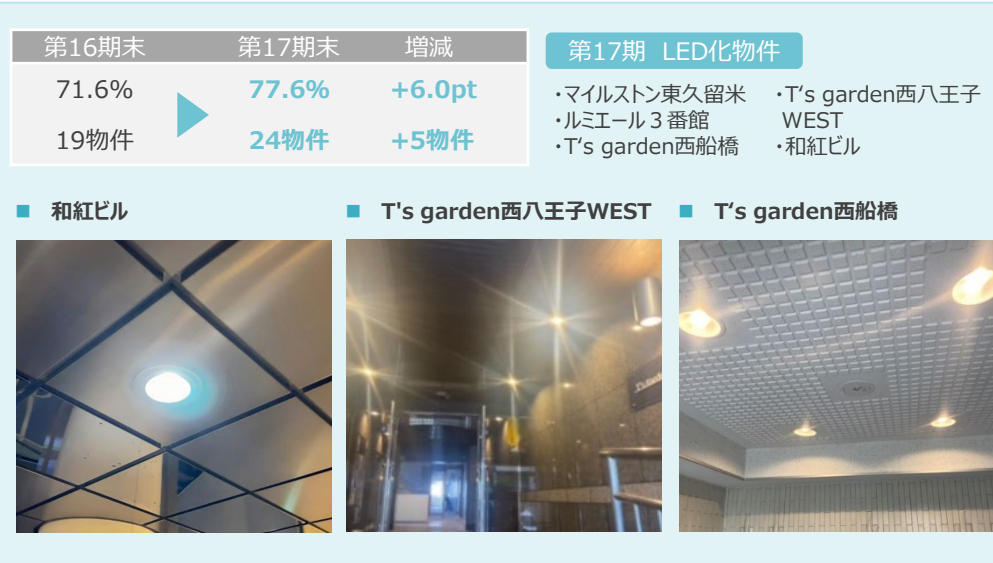 第16期末 第17期末 増減
71.6% 77.6% +6.0pt
19物件 24物件 +5物件
第17期 LED化物件
・マイルストン東久留米
・ルミエール３番館
・T‘s garden西船橋
・T‘s garden西八王子
WEST
・和紅ビル
■ 和紅ビル
■ T's garden西八王子WEST
■ T‘s garden西船橋